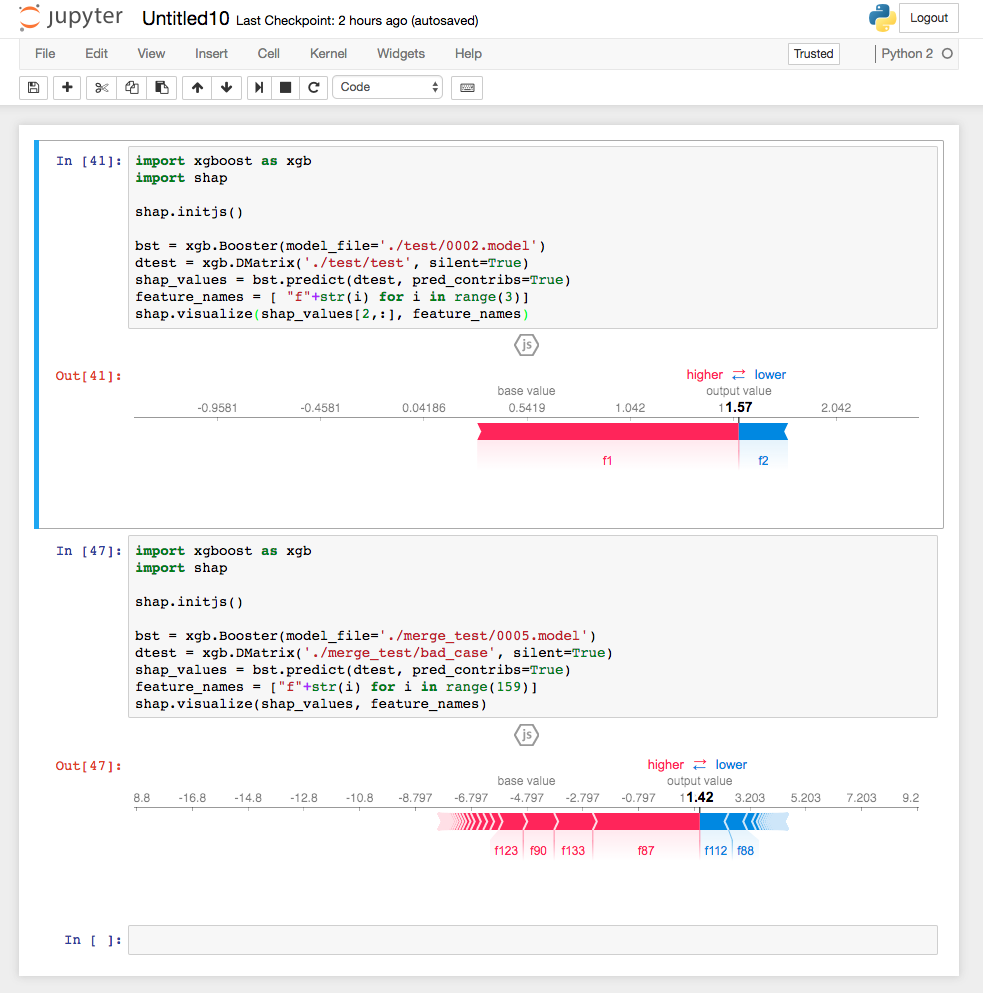 jupyter Untitled10 Last Checkpoint: 2 hours ago (autosaved) Logout
File Edit View Insert Cell Kernel Widgets Help Trusted Python 2
Code
In [41]: import xgboost as xgb
import shap
shap.initjs()
bst = xgb.Booster(model_file='./test/0002.model')
dtest = xgb.DMatrix('./test/test', silent=True)
shap_values = bst.predict(dtest, pred_contribs=True)
feature_names = [ "f"+str(i) for i in range(3)]
shap.visualize(shap_values[2,:], feature_names)
js
Out[41]: higher lower
base value output value
-0.9581 -0.4581 0.04186 0.5419 1.042 1.57 2.042
f1 f2
In [47]: import xgboost as xgb
import shap
shap.initjs()
bst = xgb.Booster(model_file='./merge_test/0005.model')
dtest = xgb.DMatrix('./merge_test/bad_case', silent=True)
shap_values = bst.predict(dtest, pred_contribs=True)
feature_names = ["f"+str(i) for i in range(159)]
shap.visualize(shap_values, feature_names)
js
Out[47]: higher lower
base value output value
8.8 -16.8 -14.8 -12.8 -10.8 -8.797 -6.797 -4.797 -2.797 -0.797 1.42 3.203 5.203 7.203 9.2
f123 f90 f133 f87 f112 f88
In [ ]: